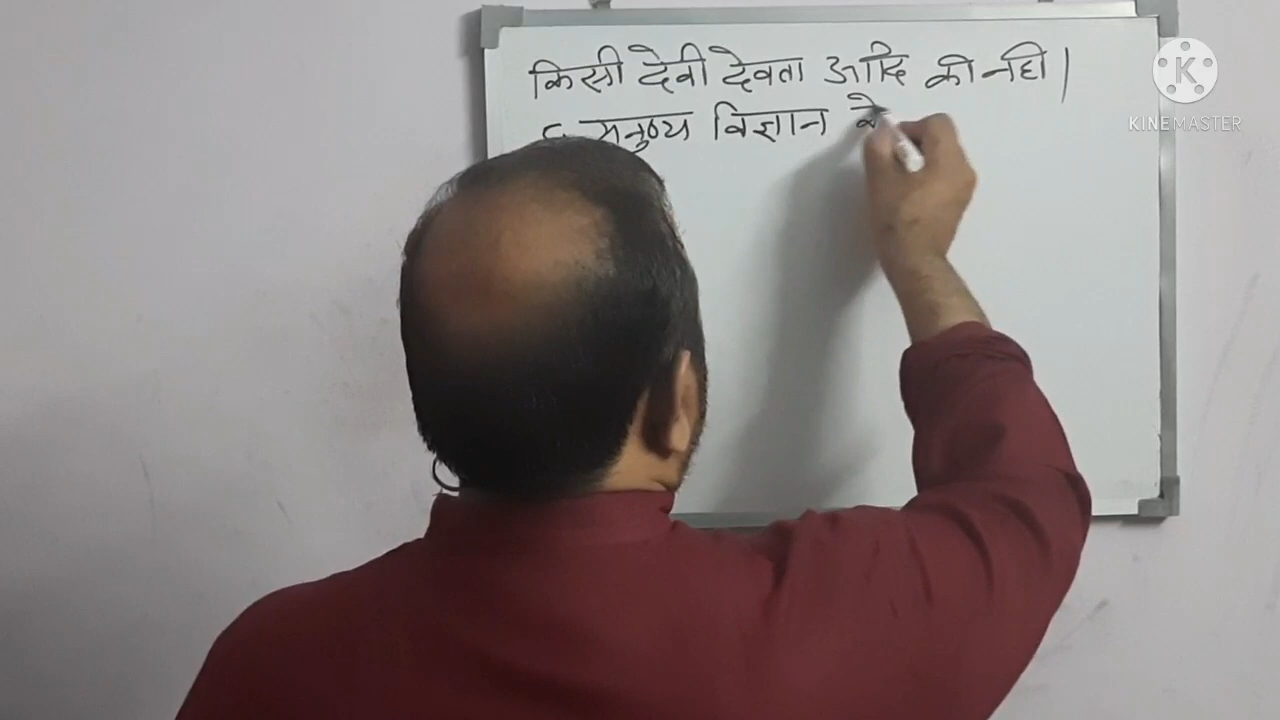 किसी देवी देवता आदि को नही |
मनुष्य विज्ञान के
K
KINEMASTER